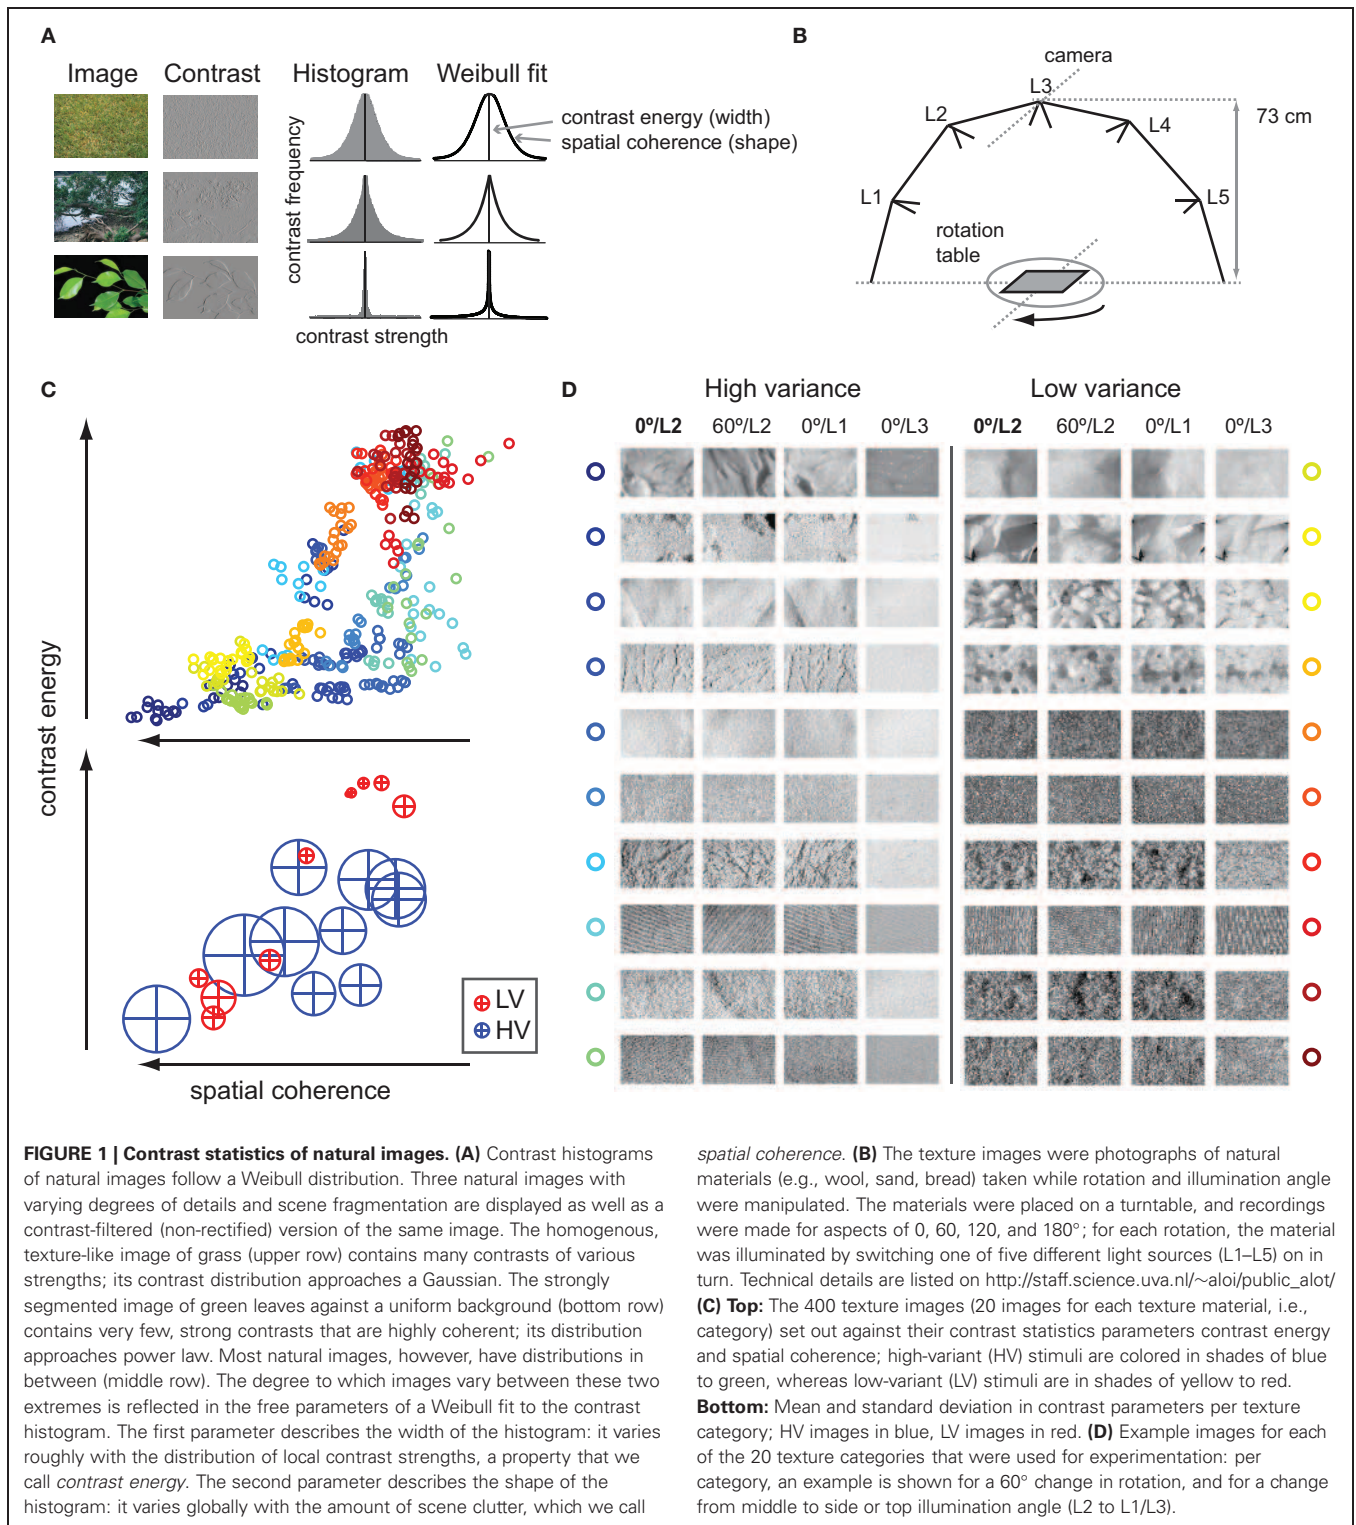 A
Image Contrast Histogram Weibull fit
contrast frequency
contrast energy (width)
spatial coherence (shape)
contrast strength
B
camera
L3
L2
L4
73 cm
L1
L5
rotation
table
C
contrast energy
LV
HV
spatial coherence
D
High variance Low variance
0º/L2 60º/L2 0º/L1 0º/L3 0º/L2 60º/L2 0º/L1 0º/L3
FIGURE 1 | Contrast statistics of natural images. (A) Contrast histograms
of natural images follow a Weibull distribution. Three natural images with
varying degrees of details and scene fragmentation are displayed as well as a
contrast-filtered (non-rectified) version of the same image. The homogenous,
texture-like image of grass (upper row) contains many contrasts of various
strengths; its contrast distribution approaches a Gaussian. The strongly
segmented image of green leaves against a uniform background (bottom row)
contains very few, strong contrasts that are highly coherent; its distribution
approaches power law. Most natural images, however, have distributions in
between (middle row). The degree to which images vary between these two
extremes is reflected in the free parameters of a Weibull fit to the contrast
histogram. The first parameter describes the width of the histogram: it varies
roughly with the distribution of local contrast strengths, a property that we
call contrast energy. The second parameter describes the shape of the
histogram: it varies globally with the amount of scene clutter, which we call
spatial coherence. (B) The texture images were photographs of natural
materials (e.g., wool, sand, bread) taken while rotation and illumination angle
were manipulated. The materials were placed on a turntable, and recordings
were made for aspects of 0, 60, 120, and 180°; for each rotation, the material
was illuminated by switching one of five different light sources (L1–L5) on in
turn. Technical details are listed on http://staff.science.uva.nl/∼aloi/public_alot/
(C) Top: The 400 texture images (20 images for each texture material, i.e.,
category) set out against their contrast statistics parameters contrast energy
and spatial coherence; high-variant (HV) stimuli are colored in shades of blue
to green, whereas low-variant (LV) stimuli are in shades of yellow to red.
Bottom: Mean and standard deviation in contrast parameters per texture
category; HV images in blue, LV images in red. (D) Example images for each
of the 20 texture categories that were used for experimentation: per
category, an example is shown for a 60° change in rotation, and for a change
from middle to side or top illumination angle (L2 to L1/L3).